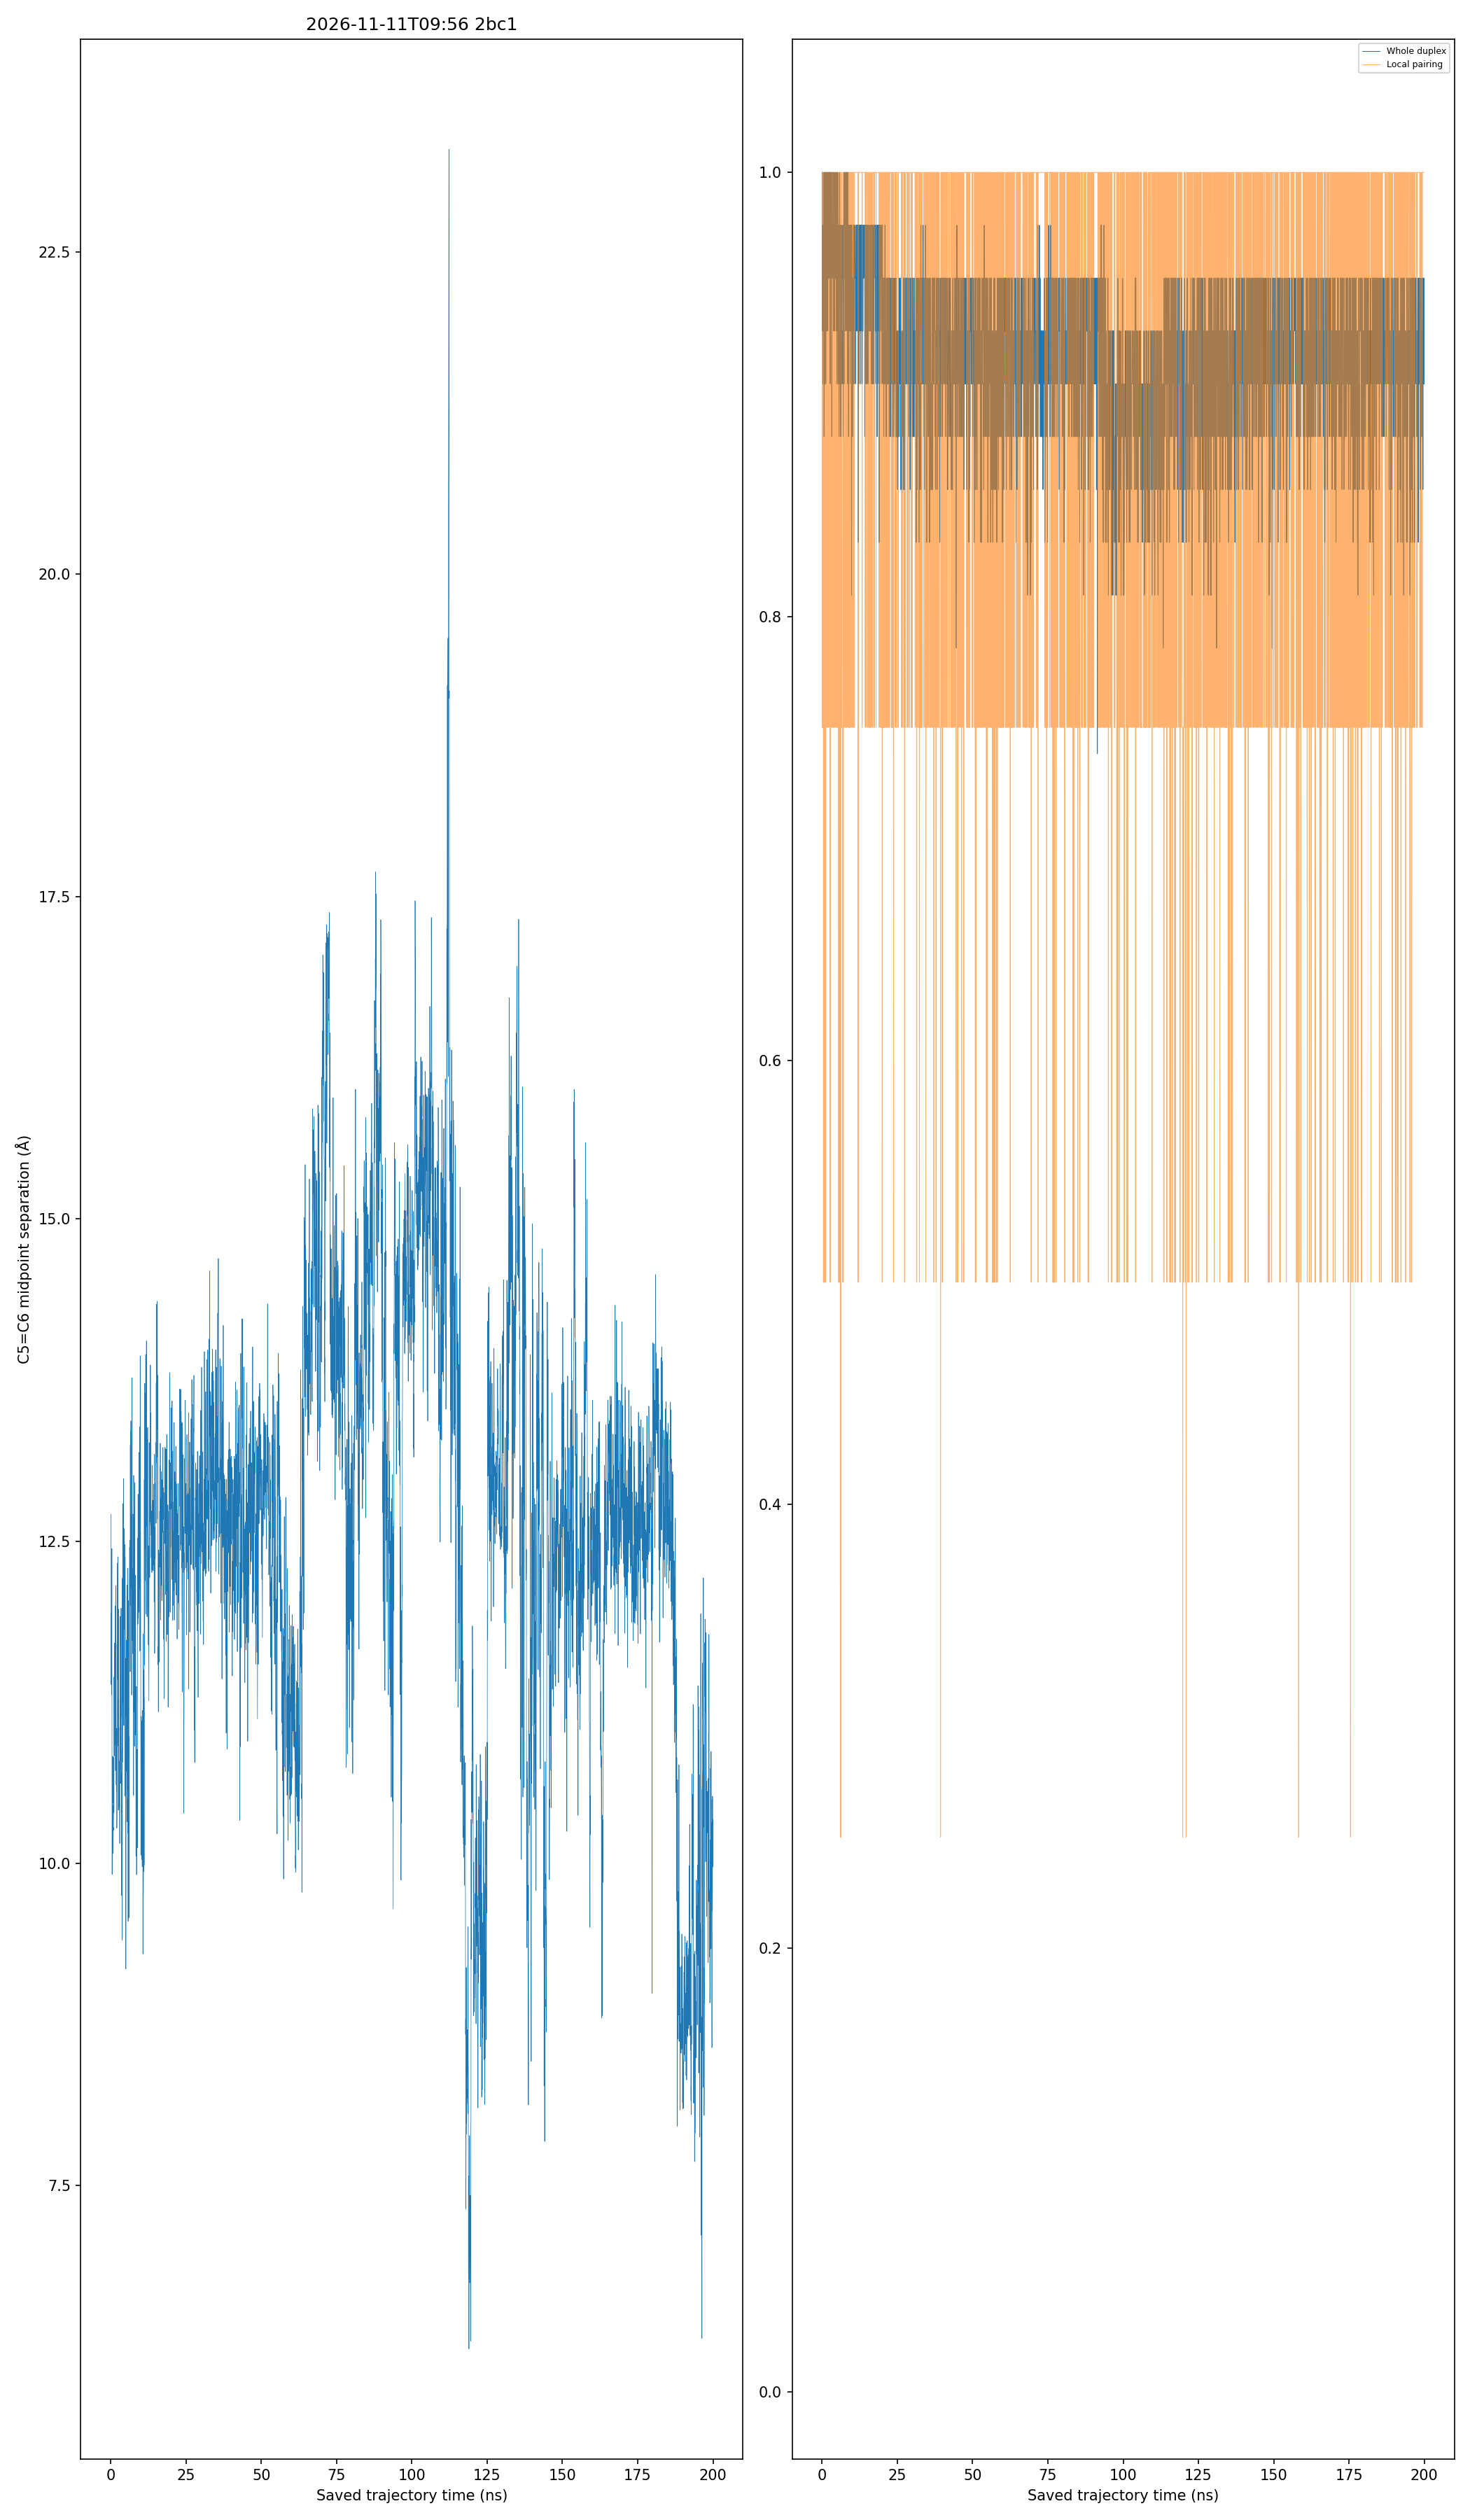 2026-11-11T09:56 2bc1
C5=C6 midpoint separation (Å)
22.5
20.0
17.5
15.0
12.5
10.0
7.5
0 25 50 75 100 125 150 175 200
Saved trajectory time (ns)
Whole duplex
Local pairing
1.0
0.8
0.6
0.4
0.2
0.0
0 25 50 75 100 125 150 175 200
Saved trajectory time (ns)